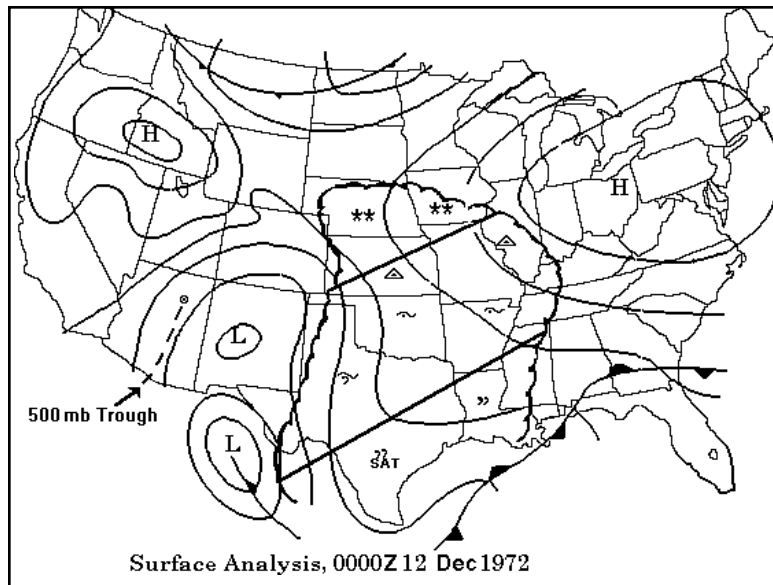 H
H
**
**
L
500 mb Trough
L
”
SAT
Surface Analysis, 0000Z 12 Dec 1972